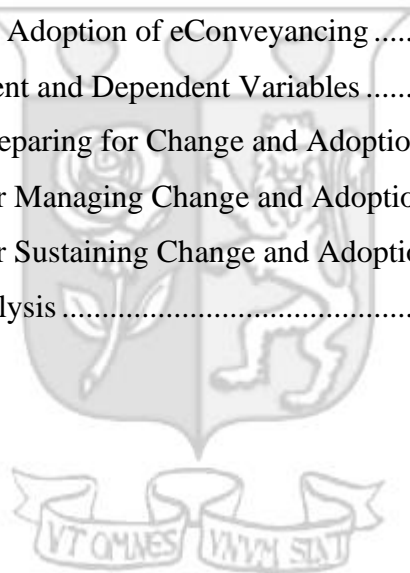 Adoption of eConveyancing .....
ent and Dependent Variables .......
eparing for Change and Adoptio
r Managing Change and Adoptio
r Sustaining Change and Adoptio
lysis ..........................................
VT OMNES VNVM SINT